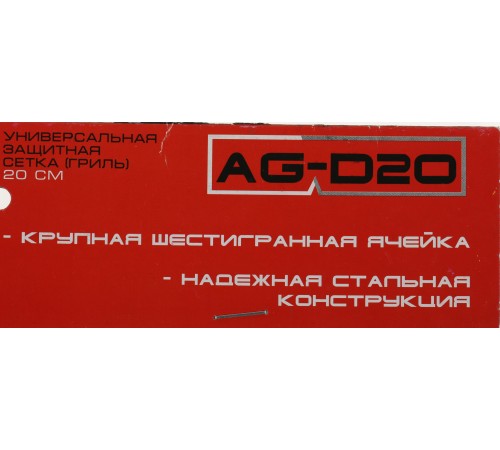 УНИВЕРСАЛЬНАЯ
ЗАЩИТНАЯ
СЕТКА (ГРИЛЬ)
20 СМ
AG-D20
- КРУПНАЯ ШЕСТИГРАННАЯ ЯЧЕЙКА
- НАДЕЖНАЯ СТАЛЬНАЯ
КОНСТРУКЦИЯ